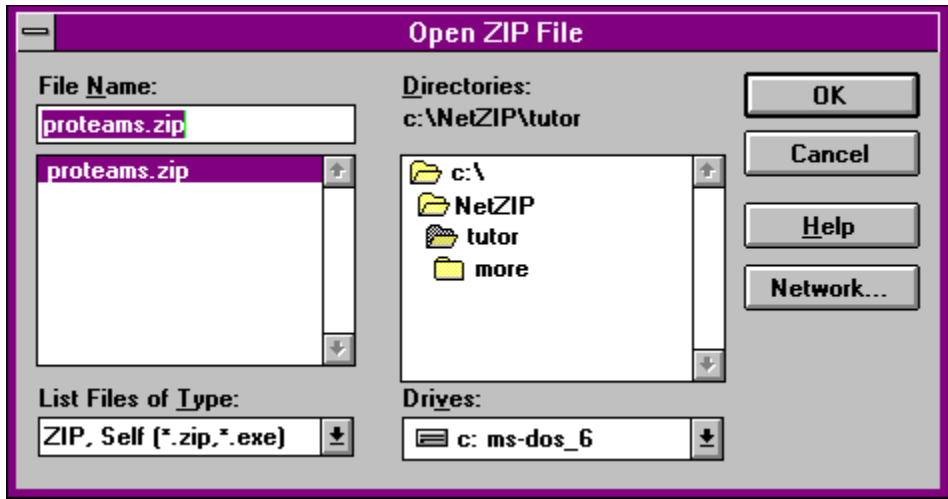 Open ZIP File
File Name:
proteams.zip
proteams.zip
List Files of Type:
ZIP, Self (*.zip,*.exe)
Directories:
c:\NetZIP\tutor
c:\
NetZIP
tutor
more
Drives:
c: ms-dos_6
OK
Cancel
Help
Network...